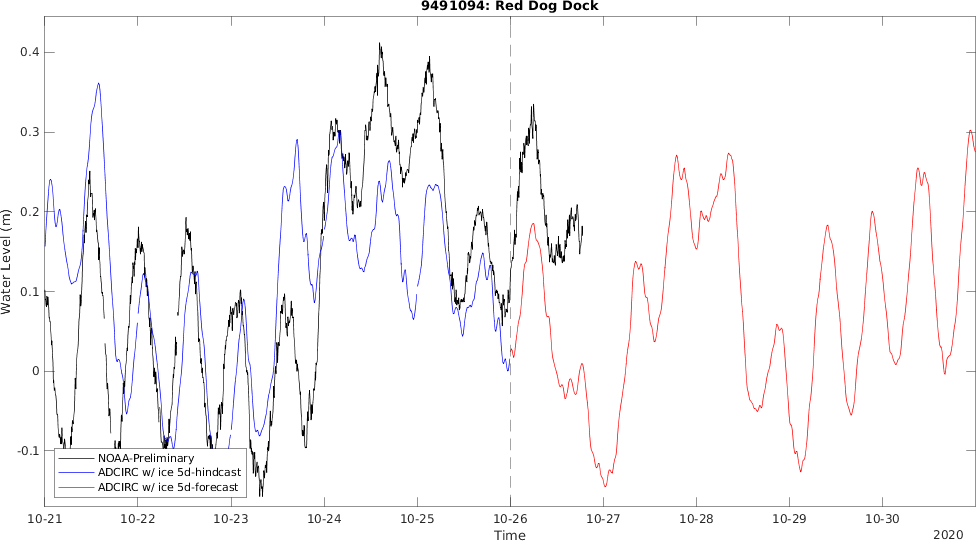 9491094: Red Dog Dock
Water Level (m)
0.4
0.3
0.2
0.1
0
-0.1
NOAA-Preliminary
ADCIRC w/ ice 5d-hindcast
ADCIRC w/ ice 5d-forecast
10-21 10-22 10-23 10-24 10-25 10-26 10-27 10-28 10-29 10-30
Time
2020